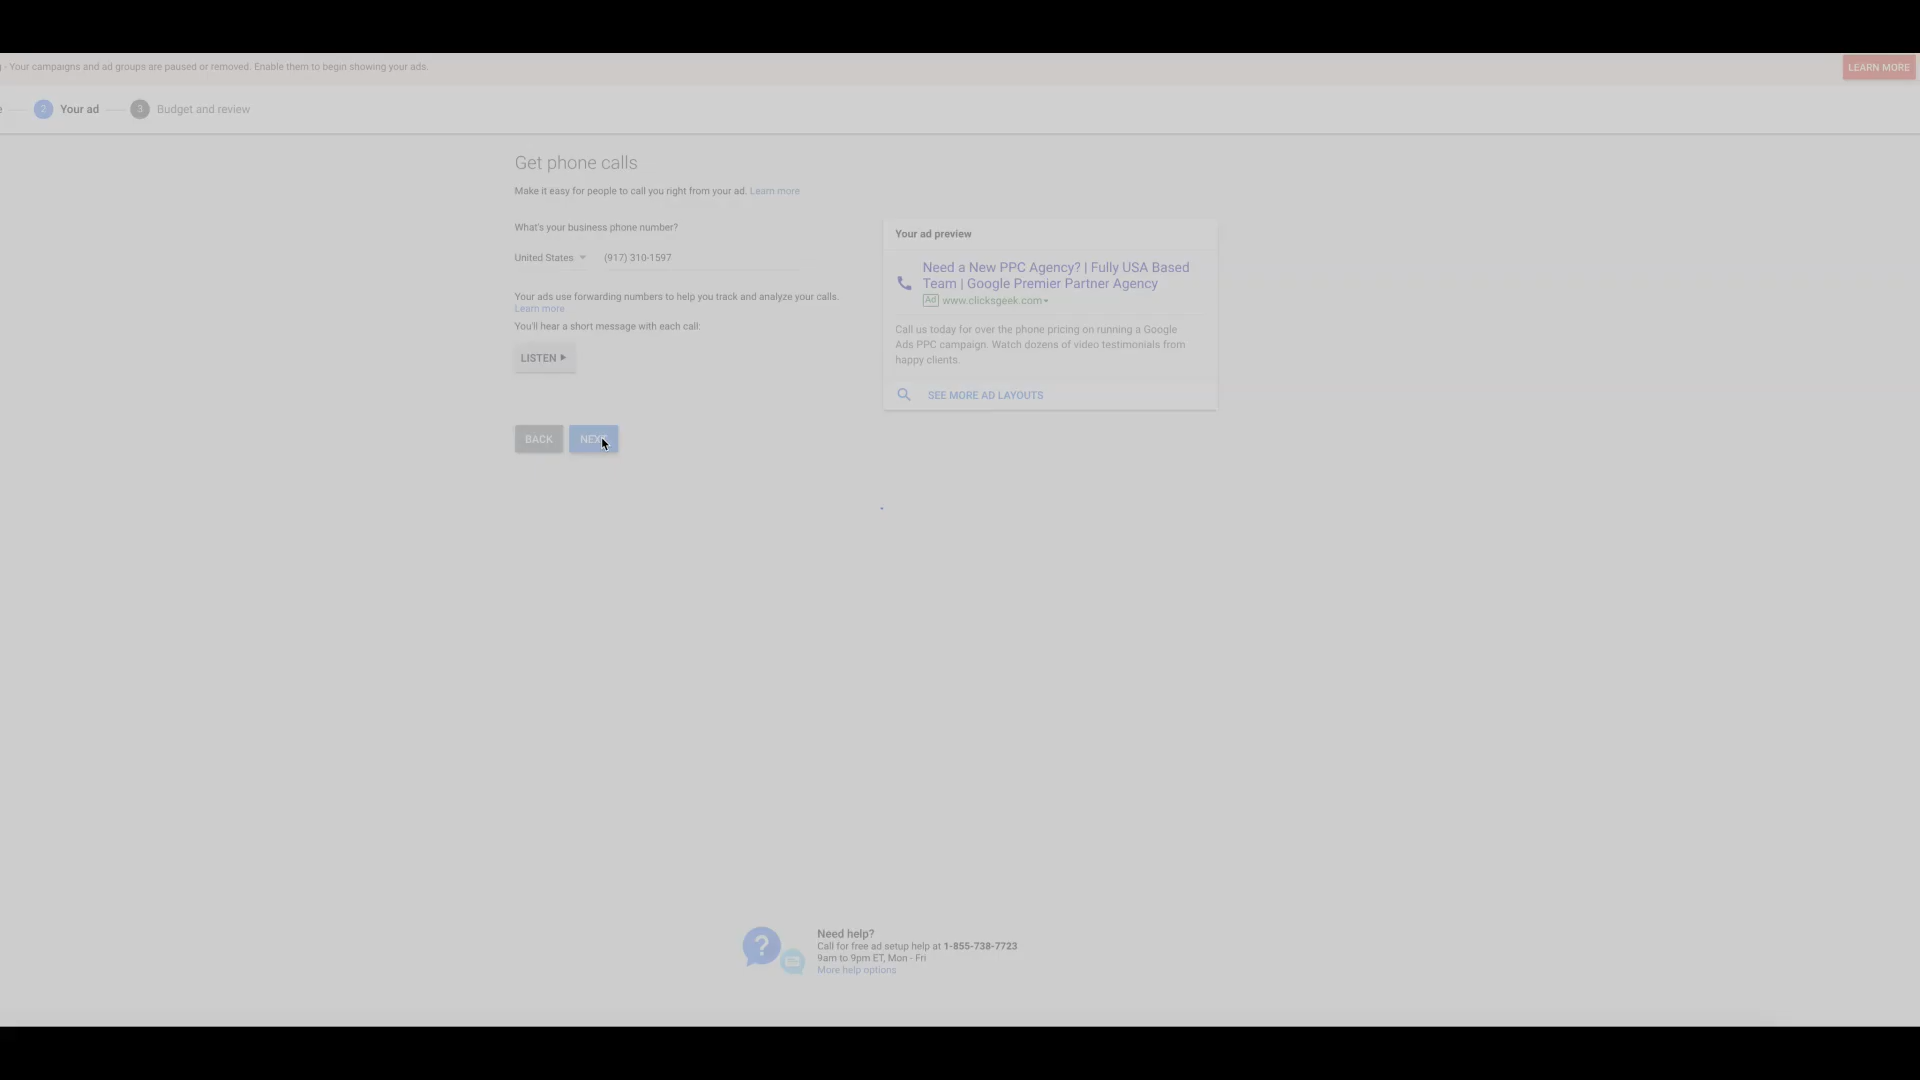 - Your campaigns and ad groups are paused or removed. Enable them to begin showing your ads.
LEARN MORE
2 Your ad 3 Budget and review
Get phone calls
Make it easy for people to call you right from your ad. Learn more
What's your business phone number?
United States (917) 310-1597
Your ads use forwarding numbers to help you track and analyze your calls.
Learn more
You'll hear a short message with each call:
LISTEN
BACK NEXT
Your ad preview
Need a New PPC Agency? | Fully USA Based
Team | Google Premier Partner Agency
Ad www.clicksgeek.com
Call us today for over the phone pricing on running a Google
Ads PPC campaign. Watch dozens of video testimonials from
happy clients.
SEE MORE AD LAYOUTS
Need help?
Call for free ad setup help at 1-855-738-7723
9am to 9pm ET, Mon - Fri
More help options